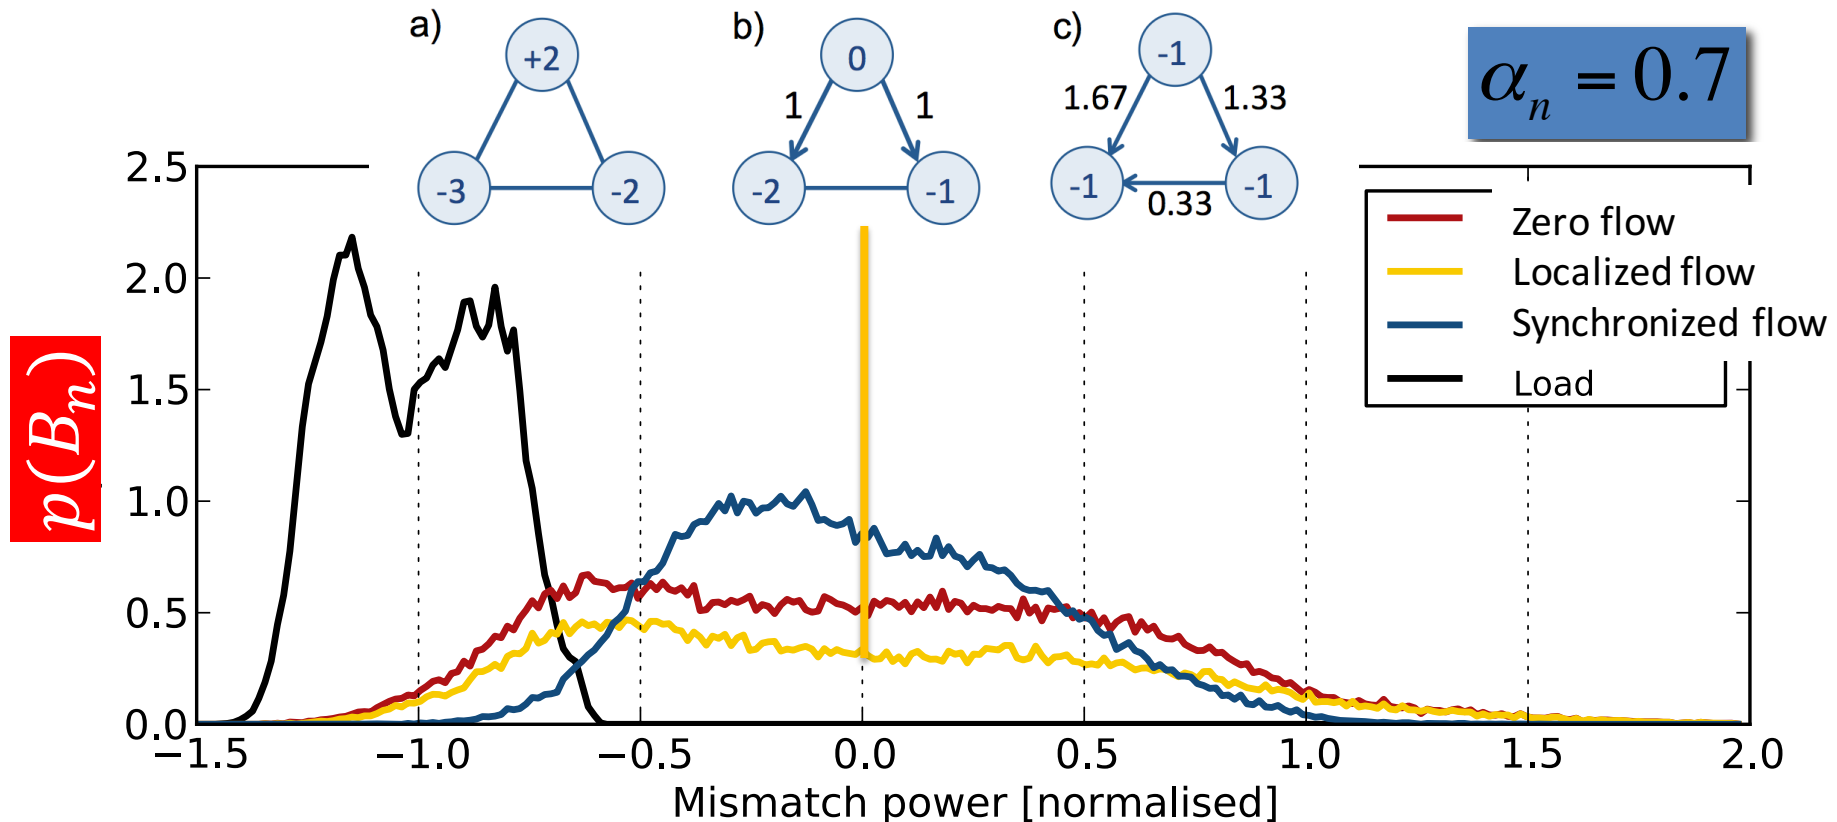 a)
+2
-3
-2
b)
0
1
1
-2
-1
c)
-1
1.67
1.33
-1
-1
0.33
αₙ = 0.7
2.5
2.0
1.5
1.0
0.5
0.0
p(Bₙ)
Zero flow
Localized flow
Synchronized flow
Load
−1.5 −1.0 −0.5 0.0 0.5 1.0 1.5 2.0
Mismatch power [normalised]